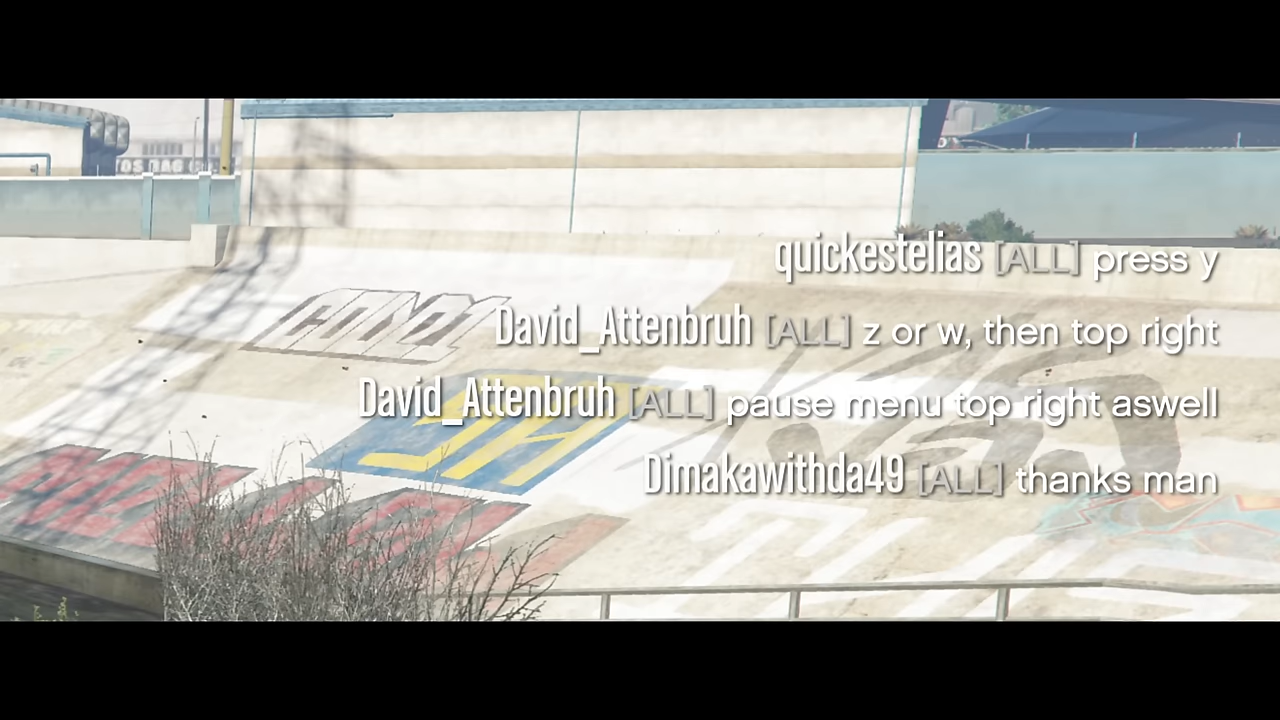 quickestelias [ALL] press y
David_Attenbruh [ALL] z or w, then top right
David_Attenbruh [ALL] pause menu top right aswell
Dimakawithda49 [ALL] thanks man